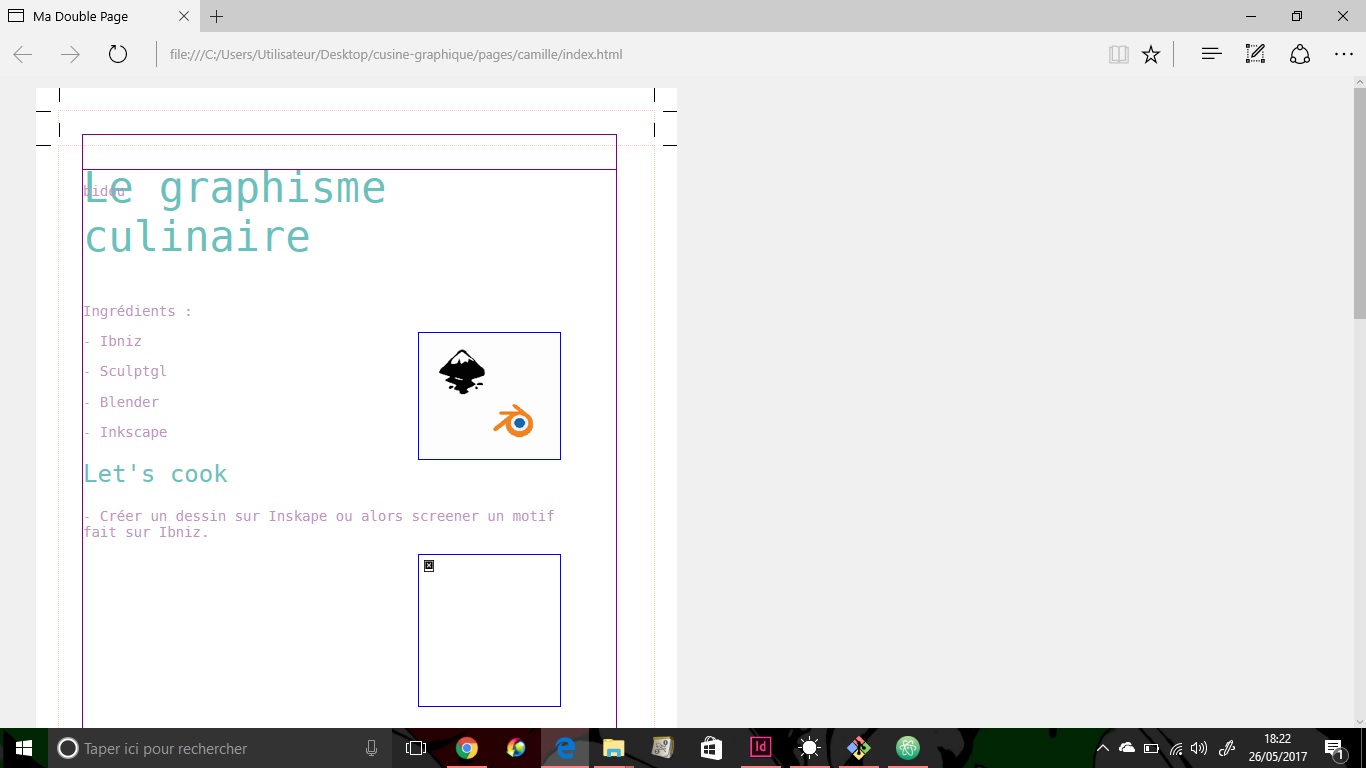 Ma Double Page
file:///C:/Users/Utilisateur/Desktop/cusine-graphique/pages/camille/index.html
Le graphisme
bidou
culinaire
Ingrédients :
- Ibniz
- Sculptgl
- Blender
- Inkscape
Let's cook
- Créer un dessin sur Inskape ou alors screener un motif
fait sur Ibniz.
Taper ici pour rechercher
Id
18:22
26/05/2017
1